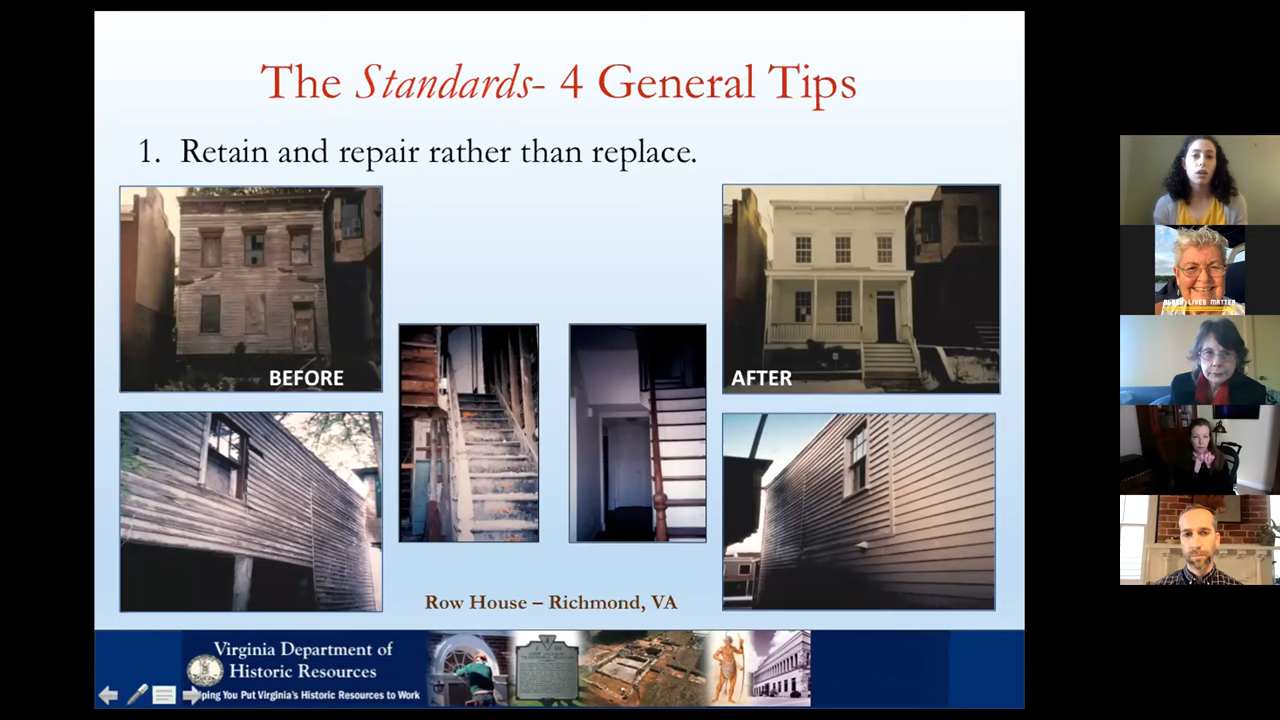 The Standards- 4 General Tips
1. Retain and repair rather than replace.
BEFORE
AFTER
Row House – Richmond, VA
Virginia Department of
Historic Resources
ping You Put Virginia's Historic Resources to Work
BLACK LIVES MATTER